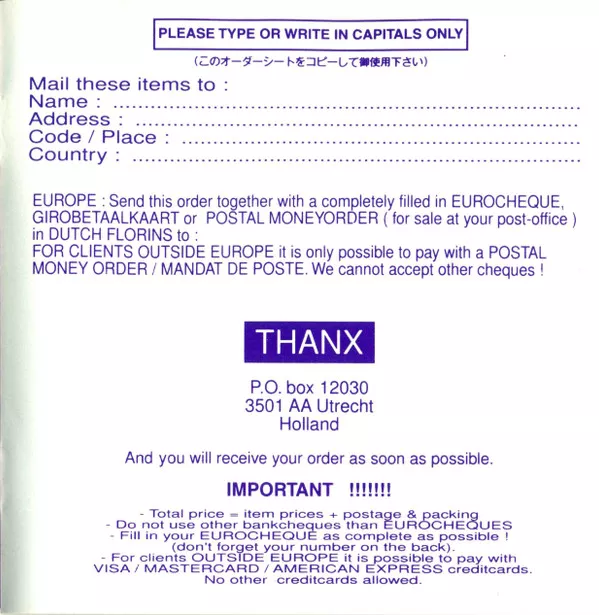 PLEASE TYPE OR WRITE IN CAPITALS ONLY
(このオーダーシートをコピーして御使用下さい)
Mail these items to :
Name : ................................................................
Address : ................................................................
Code / Place : ................................................................
Country : ................................................................
EUROPE : Send this order together with a completely filled in EUROCHEQUE,
GIROBETAALKAART or POSTAL MONEYORDER ( for sale at your post-office )
in DUTCH FLORINS to :
FOR CLIENTS OUTSIDE EUROPE it is only possible to pay with a POSTAL
MONEY ORDER / MANDAT DE POSTE. We cannot accept other cheques !
THANX
P.O. box 12030
3501 AA Utrecht
Holland
And you will receive your order as soon as possible.
IMPORTANT !!!!!!!
- Total price = item prices + postage & packing
- Do not use other bankcheques than EUROCHEQUES
- Fill in your EUROCHEQUE as complete as possible !
(don't forget your number on the back).
- For clients OUTSIDE EUROPE it is possible to pay with
VISA / MASTERCARD / AMERICAN EXPRESS creditcards.
No other creditcards allowed.